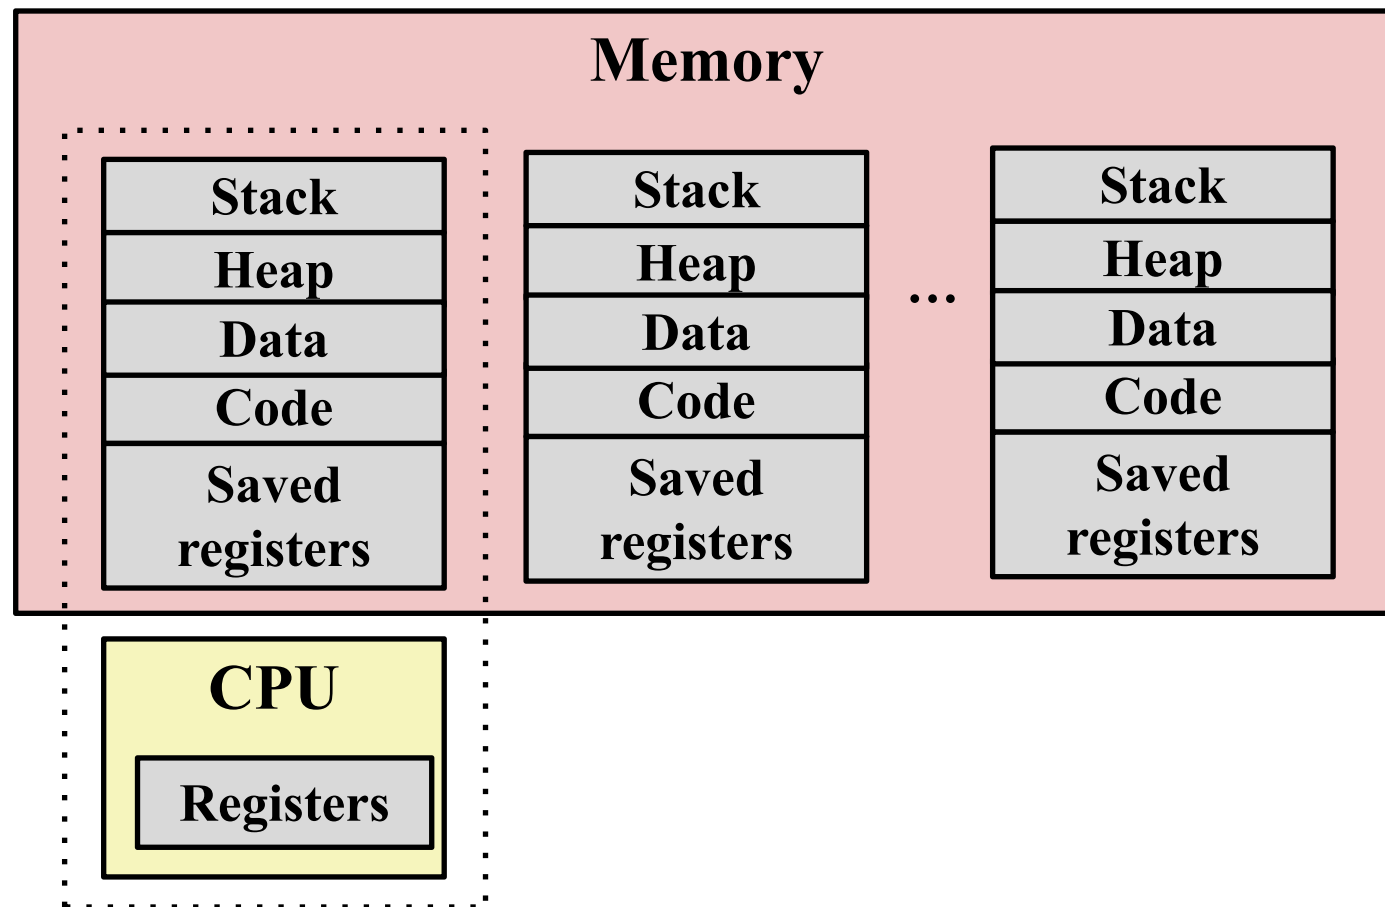 Memory
Stack
Heap
Data
Code
Saved
registers
Stack
Heap
Data
Code
Saved
registers
...
Stack
Heap
Data
Code
Saved
registers
CPU
Registers